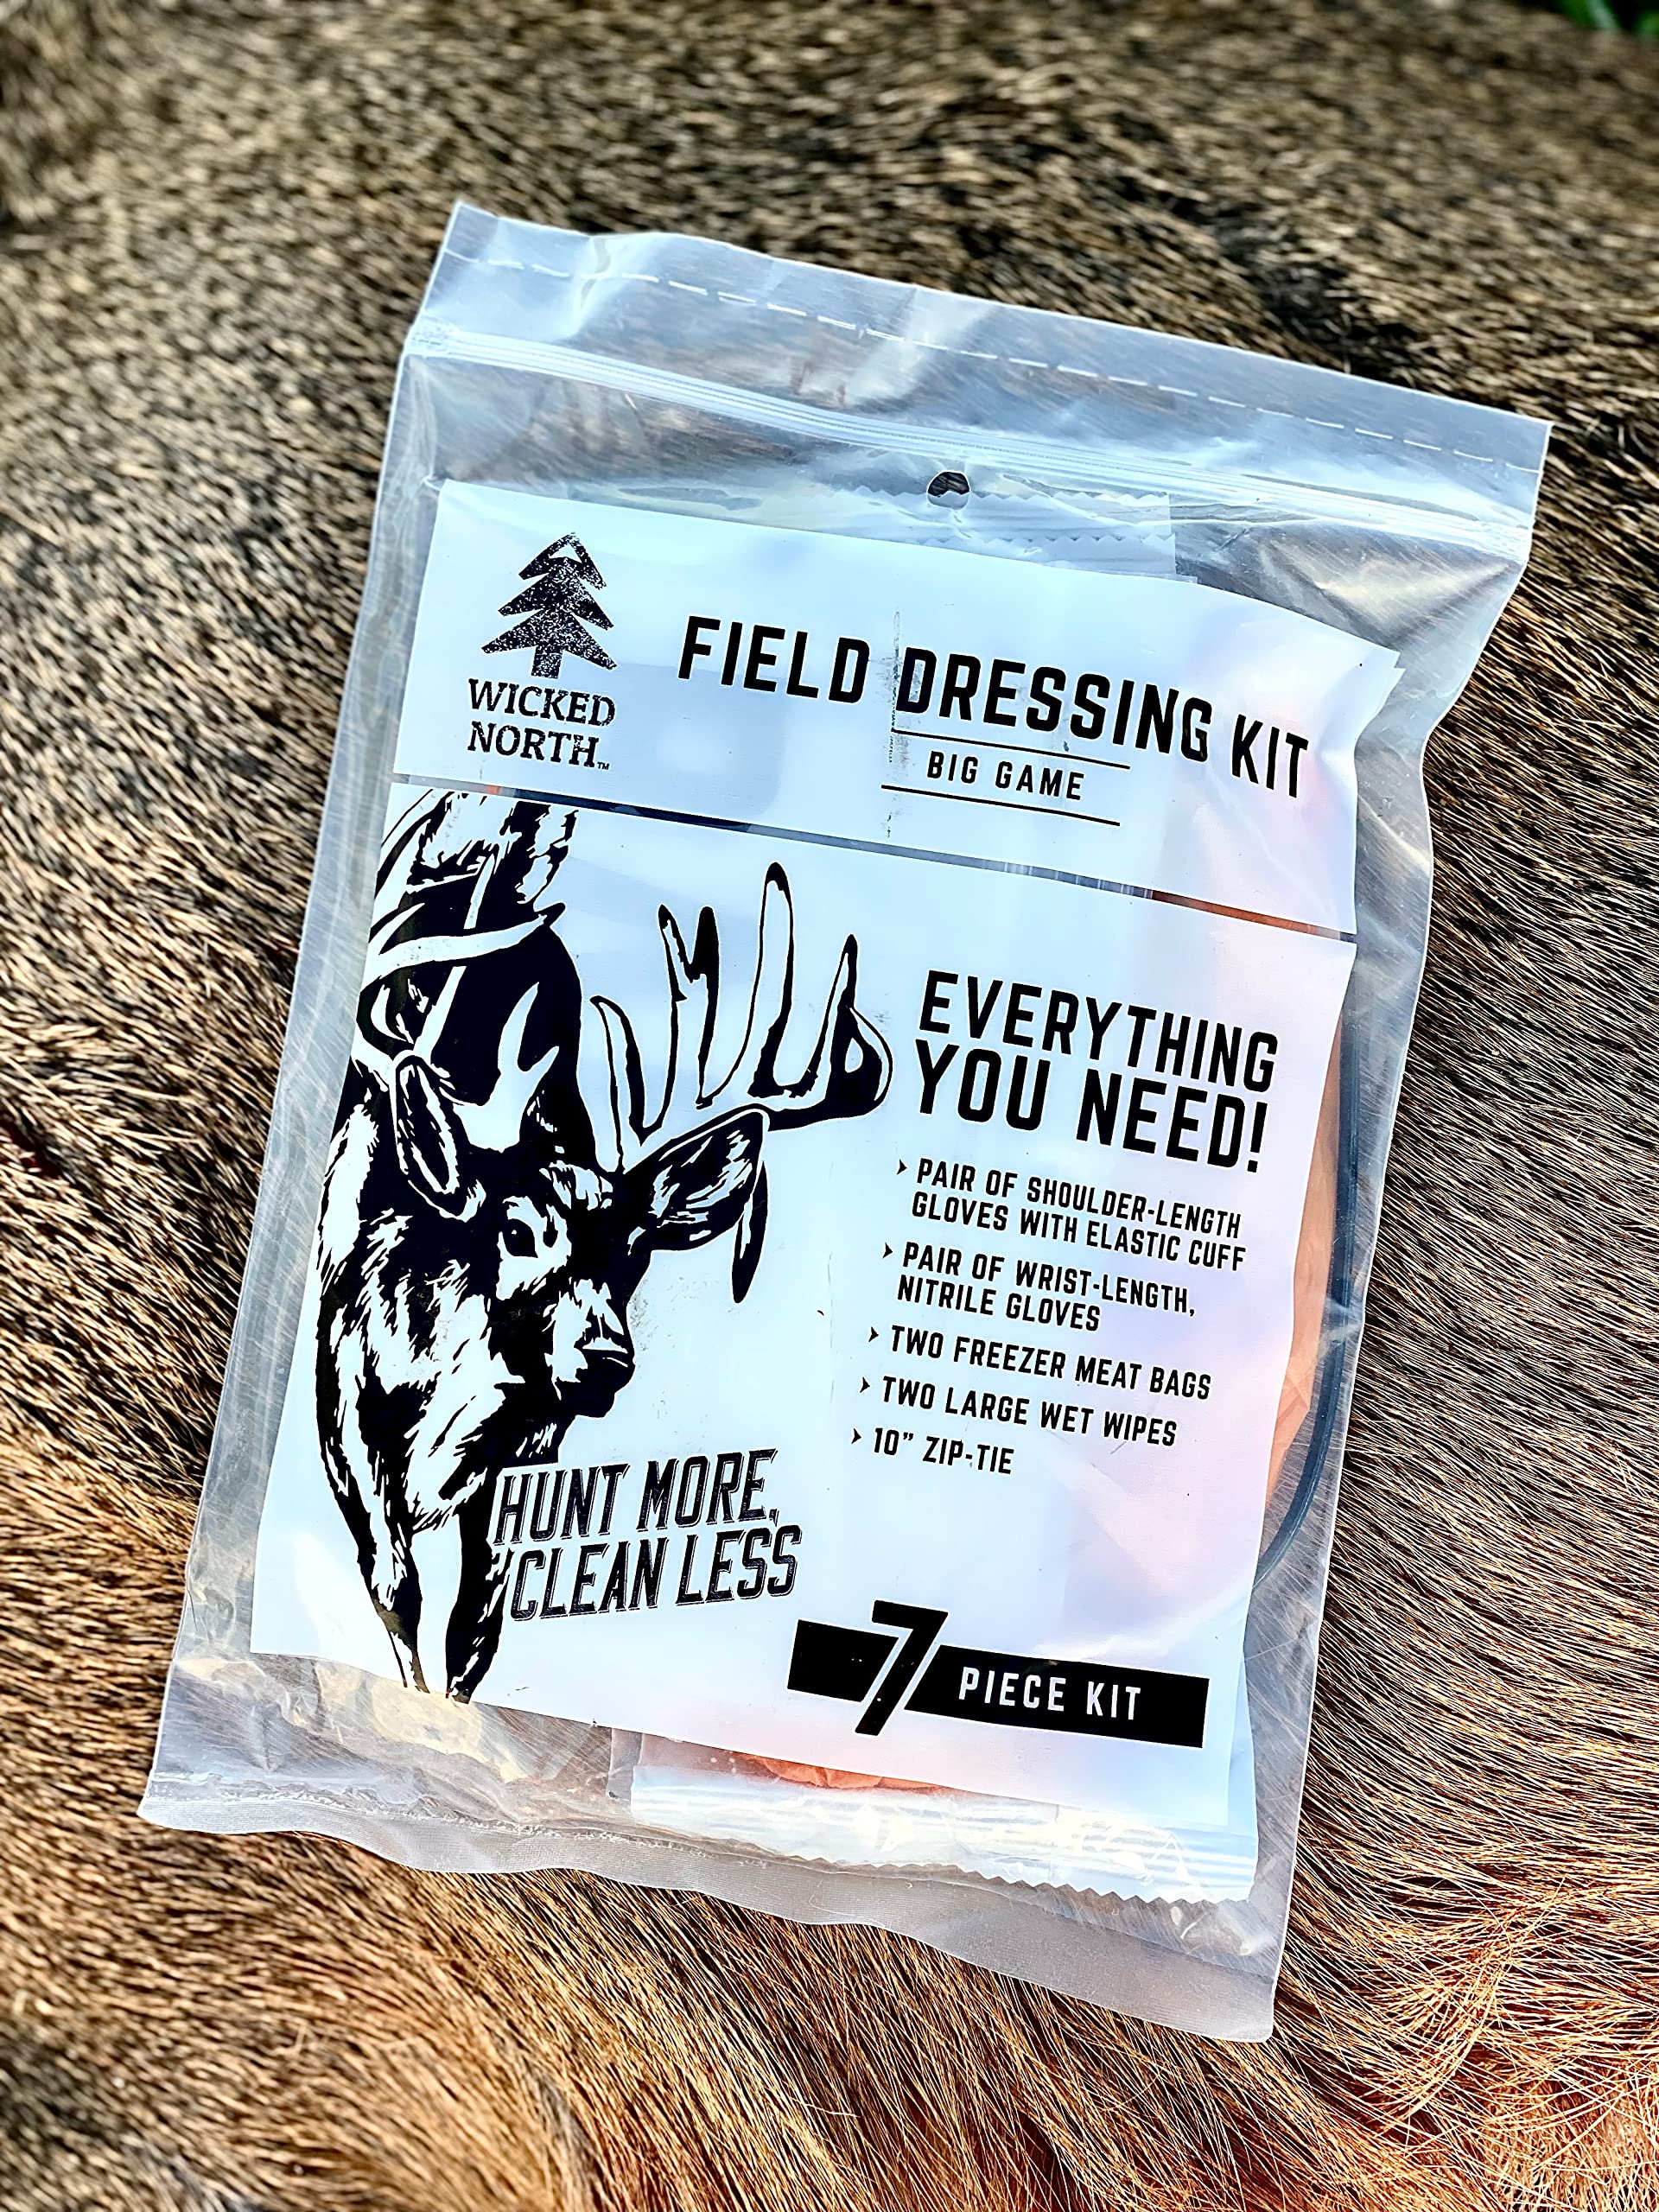 WICKED
NORTH™
FIELD DRESSING KIT
BIG GAME
EVERYTHING
YOU NEED!
› PAIR OF SHOULDER-LENGTH
GLOVES WITH ELASTIC CUFF
› PAIR OF WRIST-LENGTH,
NITRILE GLOVES
› TWO FREEZER MEAT BAGS
› TWO LARGE WET WIPES
› 10” ZIP-TIE
HUNT MORE,
CLEAN LESS
7 PIECE KIT